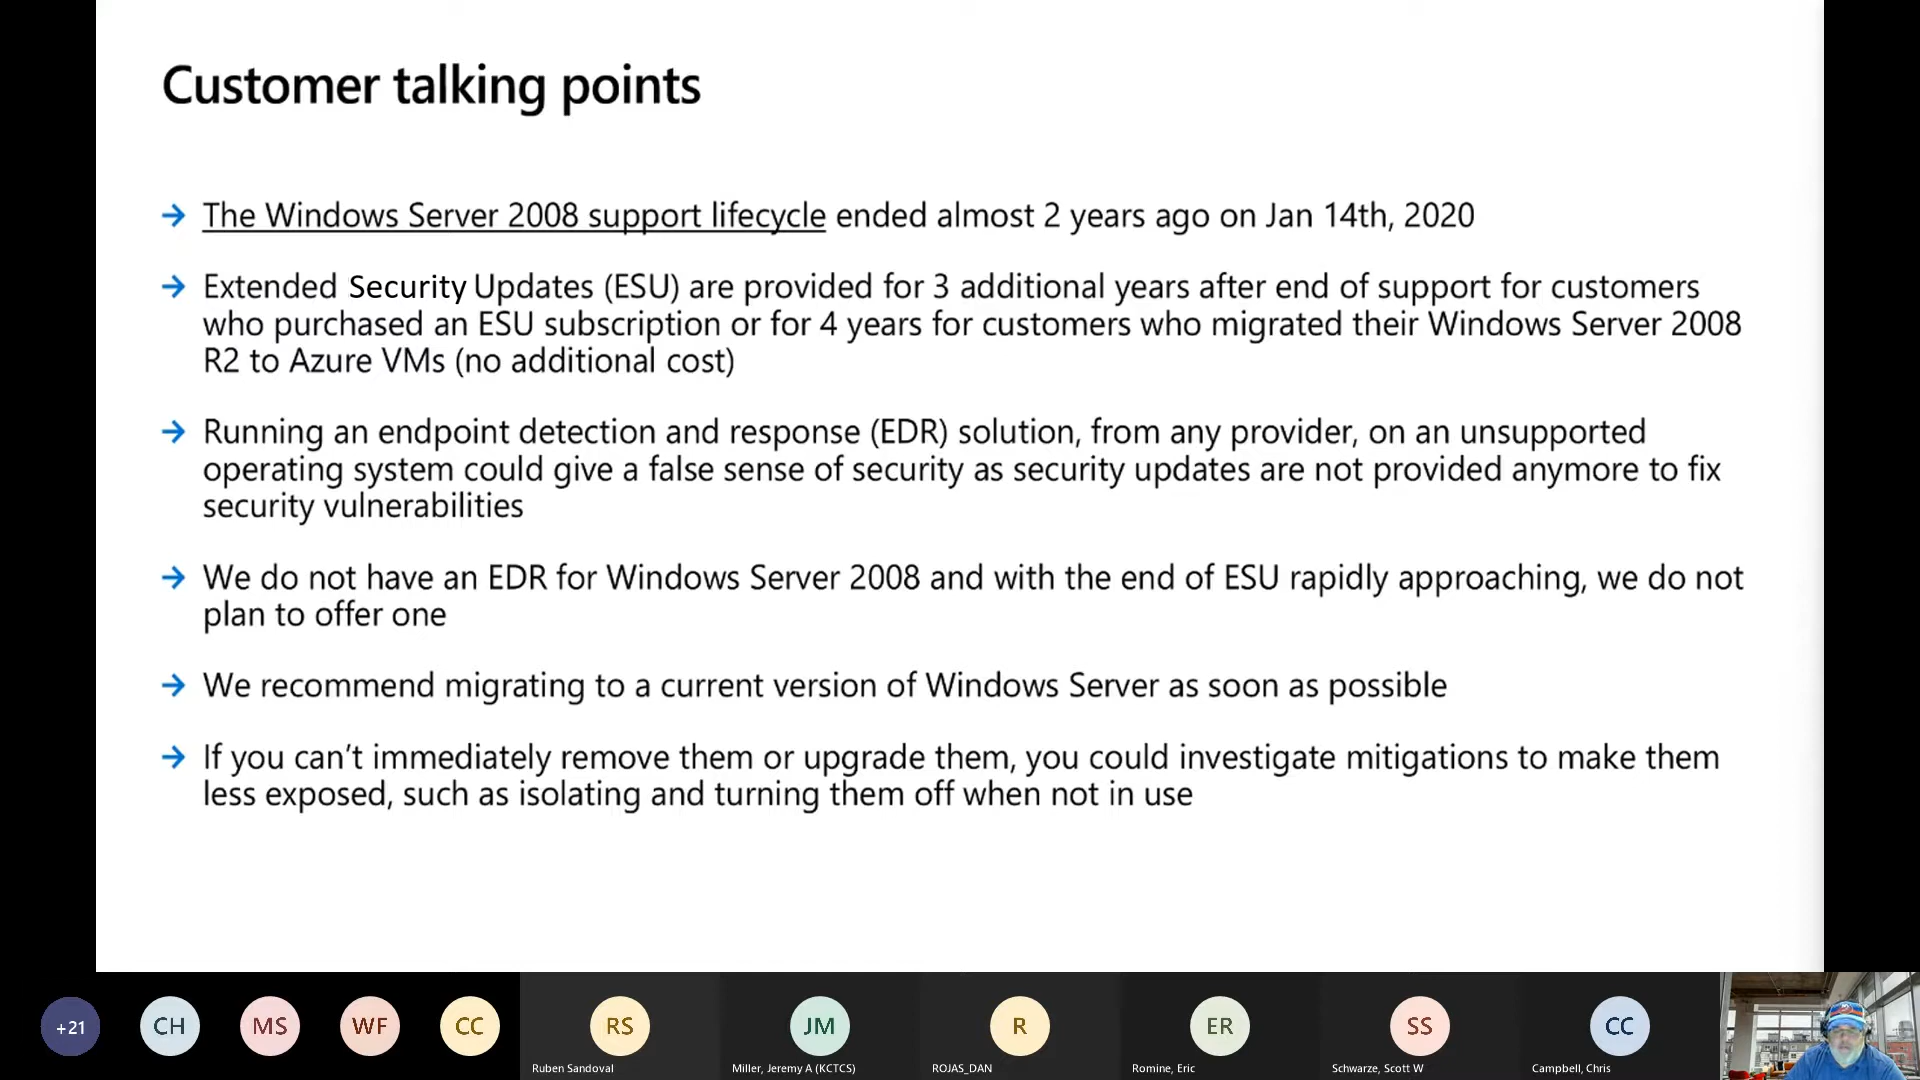 Customer talking points
→ The Windows Server 2008 support lifecycle ended almost 2 years ago on Jan 14th, 2020
→ Extended Security Updates (ESU) are provided for 3 additional years after end of support for customers
who purchased an ESU subscription or for 4 years for customers who migrated their Windows Server 2008
R2 to Azure VMs (no additional cost)
→ Running an endpoint detection and response (EDR) solution, from any provider, on an unsupported
operating system could give a false sense of security as security updates are not provided anymore to fix
security vulnerabilities
→ We do not have an EDR for Windows Server 2008 and with the end of ESU rapidly approaching, we do not
plan to offer one
→ We recommend migrating to a current version of Windows Server as soon as possible
→ If you can’t immediately remove them or upgrade them, you could investigate mitigations to make them
less exposed, such as isolating and turning them off when not in use
+21 CH MS WF CC RS JM R ER SS CC
Ruben Sandoval Miller, Jeremy A (KCTCS) ROJAS_DAN Romine, Eric Schwarze, Scott W Campbell, Chris